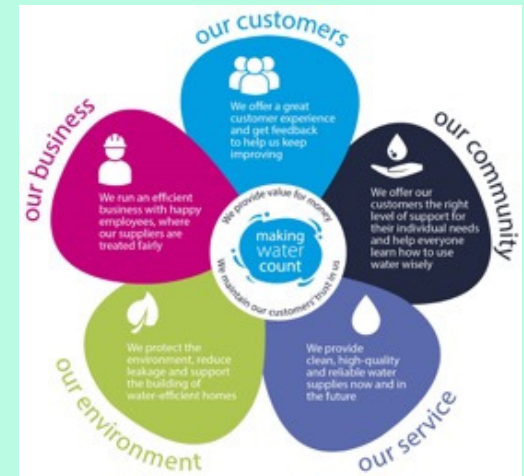 our customers
We offer a great
customer experience
and get feedback
to help us keep
improving
our community
We offer our
customers the right
level of support for
their individual needs
and help everyone
learn how to use
water wisely
our business
We run an efficient
business with happy
employees, where
our suppliers are
treated fairly
We provide value for money
making
water
count
We maintain our customers' trust in us
our environment
We protect the
environment, reduce
leakage and support
the building of
water-efficient homes
our service
We provide
clean, high-quality
and reliable water
supplies now and in
the future